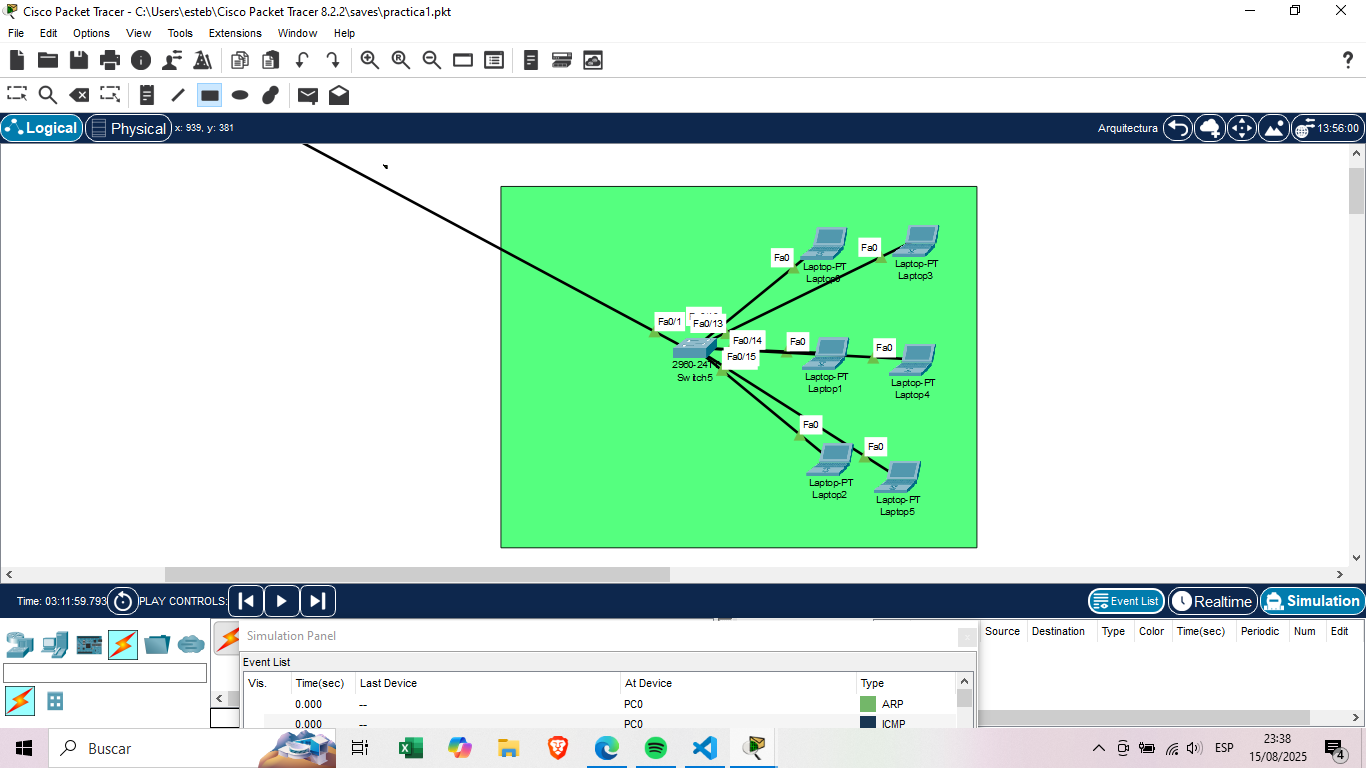 Cisco Packet Tracer - C:\Users\esteb\Cisco Packet Tracer 8.2.2\saves\practica1.pkt
File Edit Options View Tools Extensions Window Help
Logical Physical x: 939, y: 381 Arquitectura 13:56:00
Fa0 Fa0
Laptop-PT Laptop-PT
Laptop3
Fa0/1 Fa0/13
Fa0/14 Fa0 Fa0
Fa0/15
Switch5
Laptop-PT Laptop-PT
Laptop1 Laptop4
Fa0
Fa0
Laptop-PT
Laptop2
Laptop-PT
Laptop5
Time: 03:11:59.793 PLAY CONTROLS: Event List Realtime Simulation
Simulation Panel
Source Destination Type Color Time(sec) Periodic Num Edit
Event List
Vis. Time(sec) Last Device At Device Type
0.000 -- PC0 ARP
0.000 -- PC0 ICMP
Buscar
ESP
23:38
15/08/2025
4